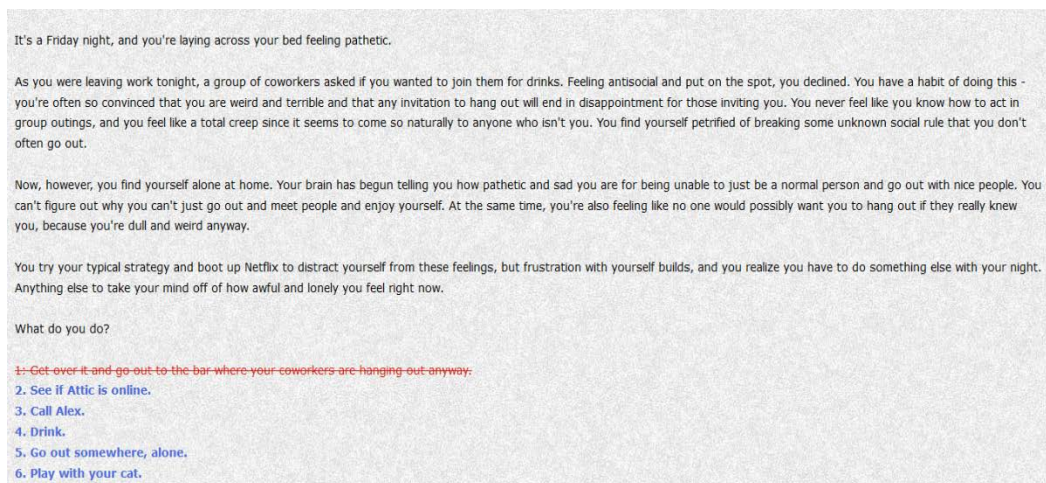 It's a Friday night, and you're laying across your bed feeling pathetic.
As you were leaving work tonight, a group of coworkers asked if you wanted to join them for drinks. Feeling antisocial and put on the spot, you declined. You have a habit of doing this -
you're often so convinced that you are weird and terrible and that any invitation to hang out will end in disappointment for those inviting you. You never feel like you know how to act in
group outings, and you feel like a total creep since it seems to come so naturally to anyone who isn't you. You find yourself petrified of breaking some unknown social rule that you don't
often go out.
Now, however, you find yourself alone at home. Your brain has begun telling you how pathetic and sad you are for being unable to just be a normal person and go out with nice people. You
can't figure out why you can't just go out and meet people and enjoy yourself. At the same time, you're also feeling like no one would possibly want you to hang out if they really knew
you, because you're dull and weird anyway.
You try your typical strategy and boot up Netflix to distract yourself from these feelings, but frustration with yourself builds, and you realize you have to do something else with your night.
Anything else to take your mind off of how awful and lonely you feel right now.
What do you do?
1: Get over it and go out to the bar where your coworkers are hanging out anyway.
2. See if Attic is online.
3. Call Alex.
4. Drink.
5. Go out somewhere, alone.
6. Play with your cat.